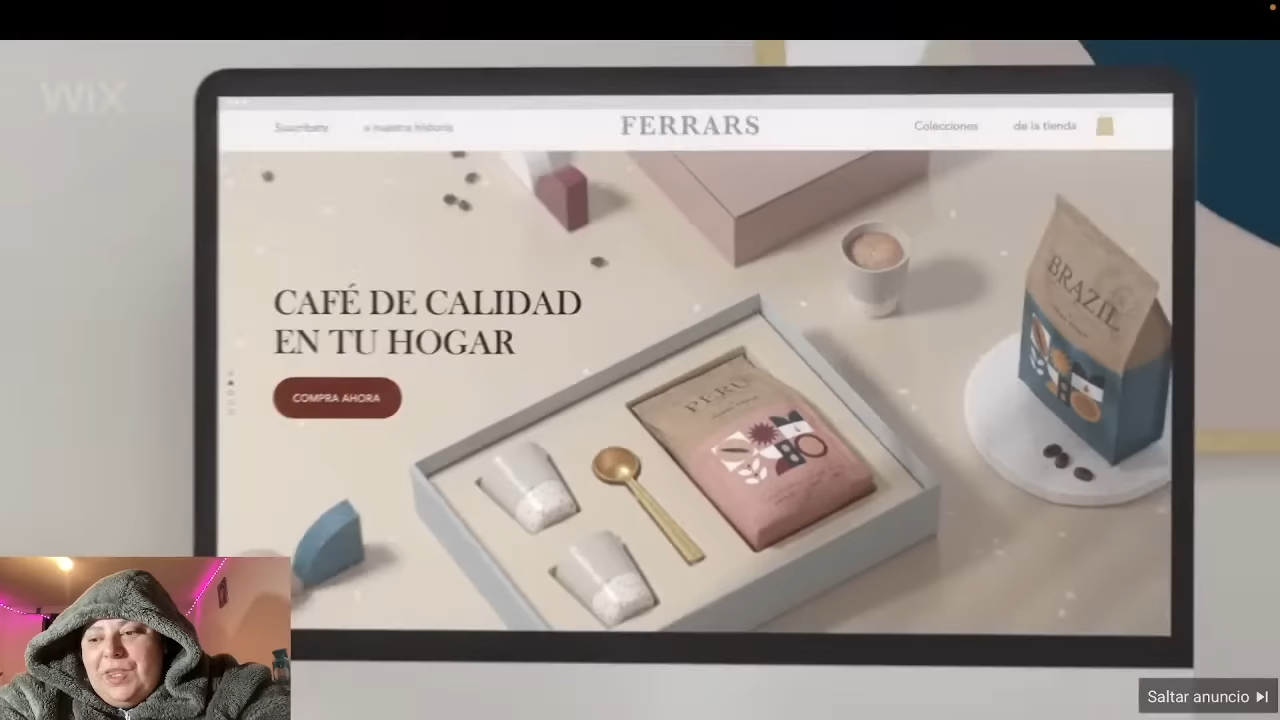 WIX
Suscríbete a nuestra historia FERRARS Colecciones de la tienda
CAFÉ DE CALIDAD
EN TU HOGAR
COMPRA AHORA
BRAZIL
PERU
Saltar anuncio